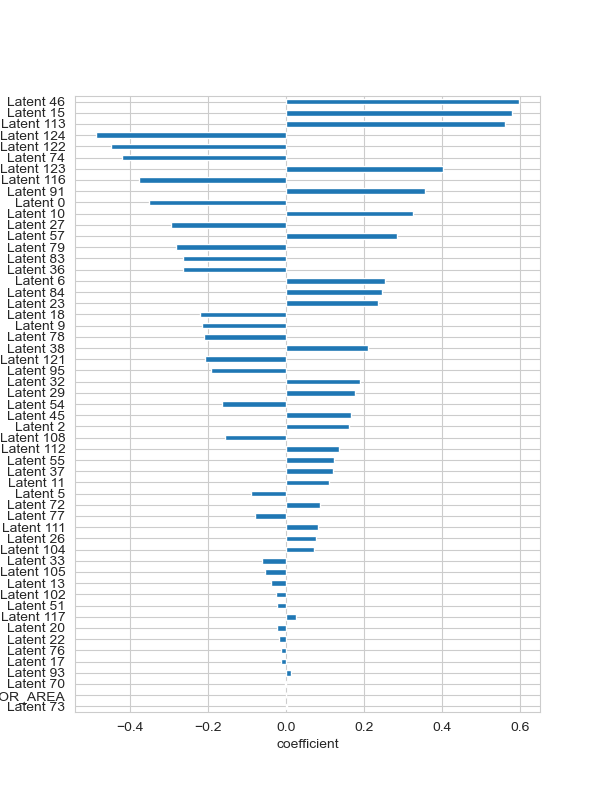 Latent 46
Latent 15
Latent 113
Latent 124
Latent 122
Latent 74
Latent 123
Latent 116
Latent 91
Latent 0
Latent 10
Latent 27
Latent 57
Latent 79
Latent 83
Latent 36
Latent 6
Latent 84
Latent 23
Latent 18
Latent 9
Latent 78
Latent 38
Latent 121
Latent 95
Latent 32
Latent 29
Latent 54
Latent 45
Latent 2
Latent 108
Latent 112
Latent 55
Latent 37
Latent 11
Latent 5
Latent 72
Latent 77
Latent 111
Latent 26
Latent 104
Latent 33
Latent 105
Latent 13
Latent 102
Latent 51
Latent 117
Latent 20
Latent 22
Latent 76
Latent 17
Latent 93
Latent 70
OR_AREA
Latent 73
−0.4 −0.2 0.0 0.2 0.4 0.6
coefficient